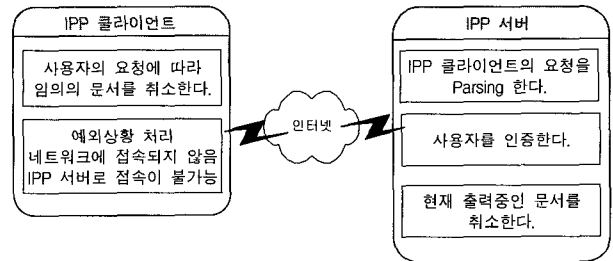 IPP 클라이언트
사용자의 요청에 따라
임의의 문서를 취소한다.
예외상황 처리
네트워크에 접속되지 않음
IPP 서버로 접속이 불가능
인터넷
IPP 서버
IPP 클라이언트의 요청을
Parsing 한다.
사용자를 인증한다.
현재 출력중인 문서를
취소한다.